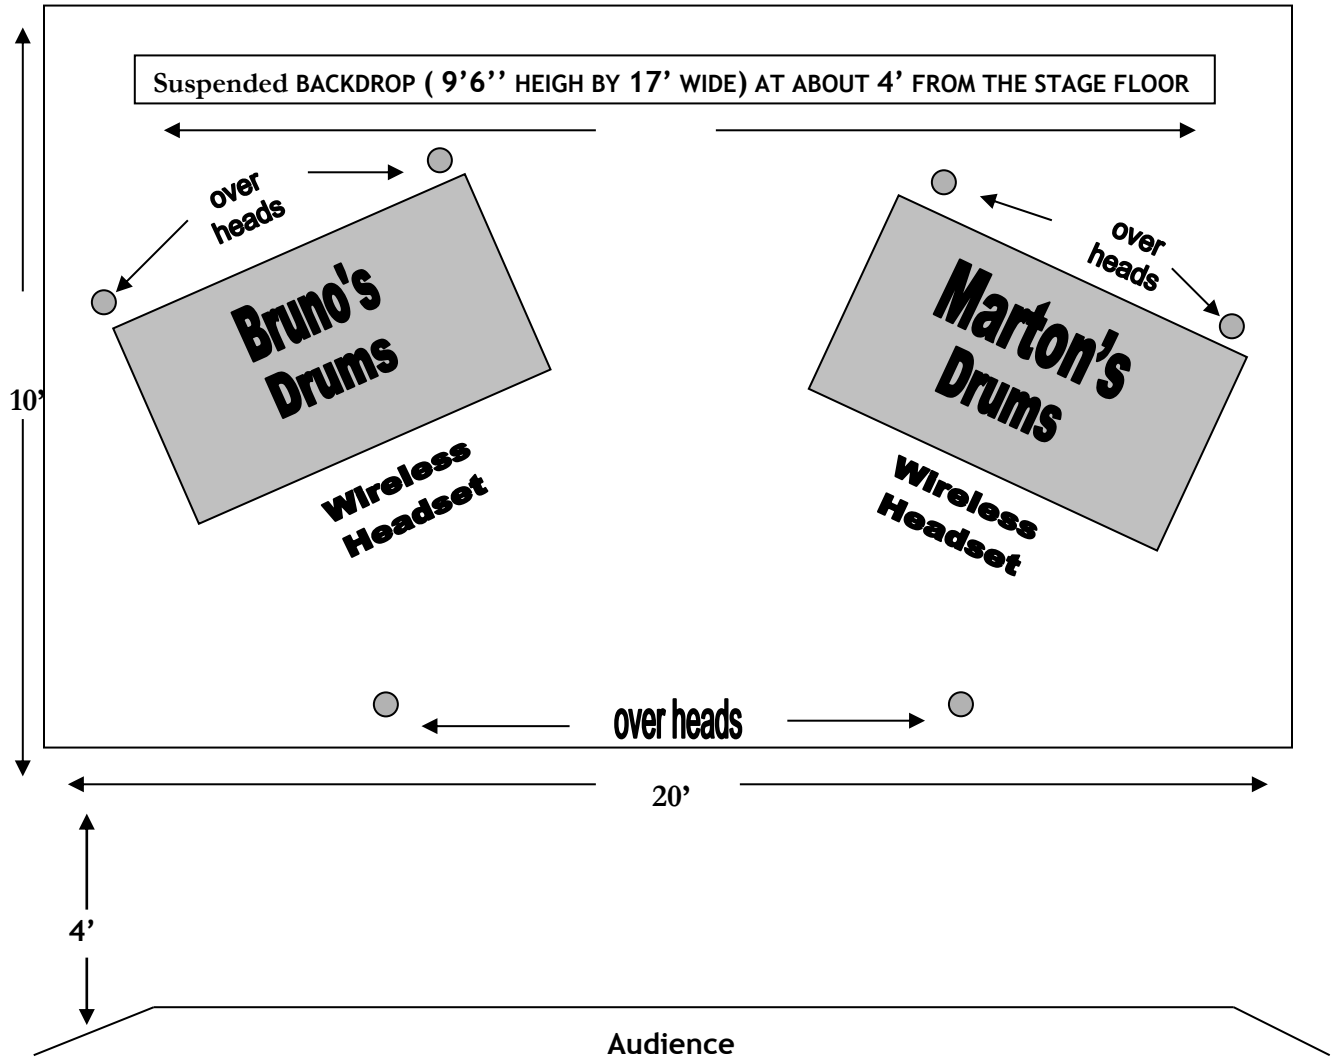 Suspended BACKDROP ( 9’6’’ HEIGH BY 17’ WIDE) AT ABOUT 4’ FROM THE STAGE FLOOR
over
heads
over
heads
Bruno's
Drums
Marton’s
Drums
10’
Wireless
Headset
Wireless
Headset
over heads
20’
4’
Audience